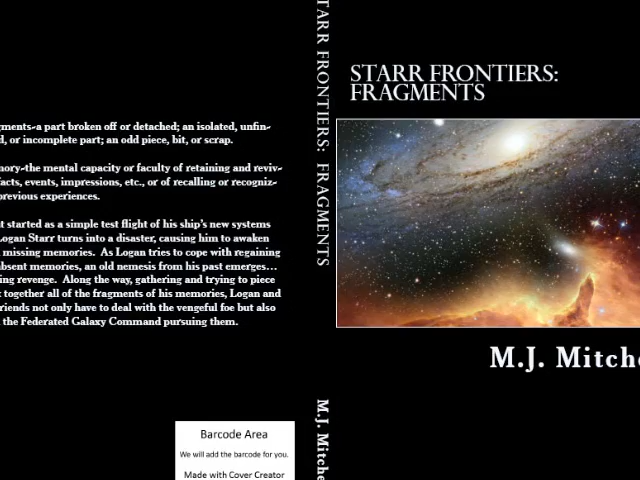 gments-a part broken off or detached; an isolated, unfin-
d, or incomplete part; an odd piece, bit, or scrap.
mory-the mental capacity or faculty of retaining and reviv-
facts, events, impressions, etc., or of recalling or recogniz-
previous experiences.
t started as a simple test flight of his ship's new systems
Logan Starr turns into a disaster, causing him to awaken
missing memories. As Logan tries to cope with regaining
absent memories, an old nemesis from his past emerges...
ing revenge. Along the way, gathering and trying to piece
together all of the fragments of his memories, Logan and
riends not only have to deal with the vengeful foe but also
the Federated Galaxy Command pursuing them.
Barcode Area
We will add the barcode for you.
Made with Cover Creator
TARR FRONTIERS: FRAGMENTS
M.J. Mitche
STARR FRONTIERS:
FRAGMENTS
M.J. Mitche